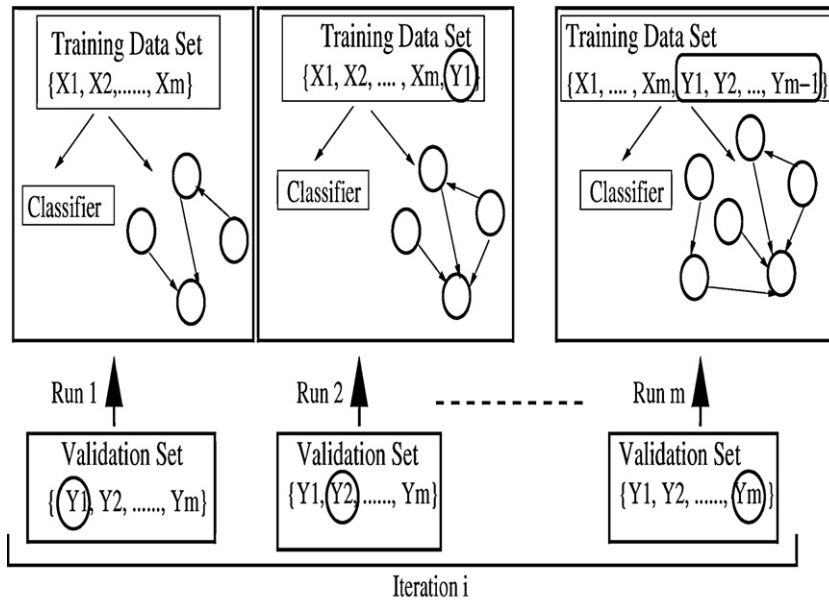 Training Data Set
{X1, X2,......, Xm}
Classifier
Training Data Set
{X1, X2, .... , Xm, Y1}
Classifier
Training Data Set
{X1, .... , Xm, Y1, Y2, ..., Ym-1}
Classifier
Run 1
Run 2
Run m
Validation Set
{ Y1, Y2, ......, Ym}
Validation Set
{Y1, Y2, ......, Ym}
Validation Set
{Y1, Y2, ......, Ym }
Iteration i